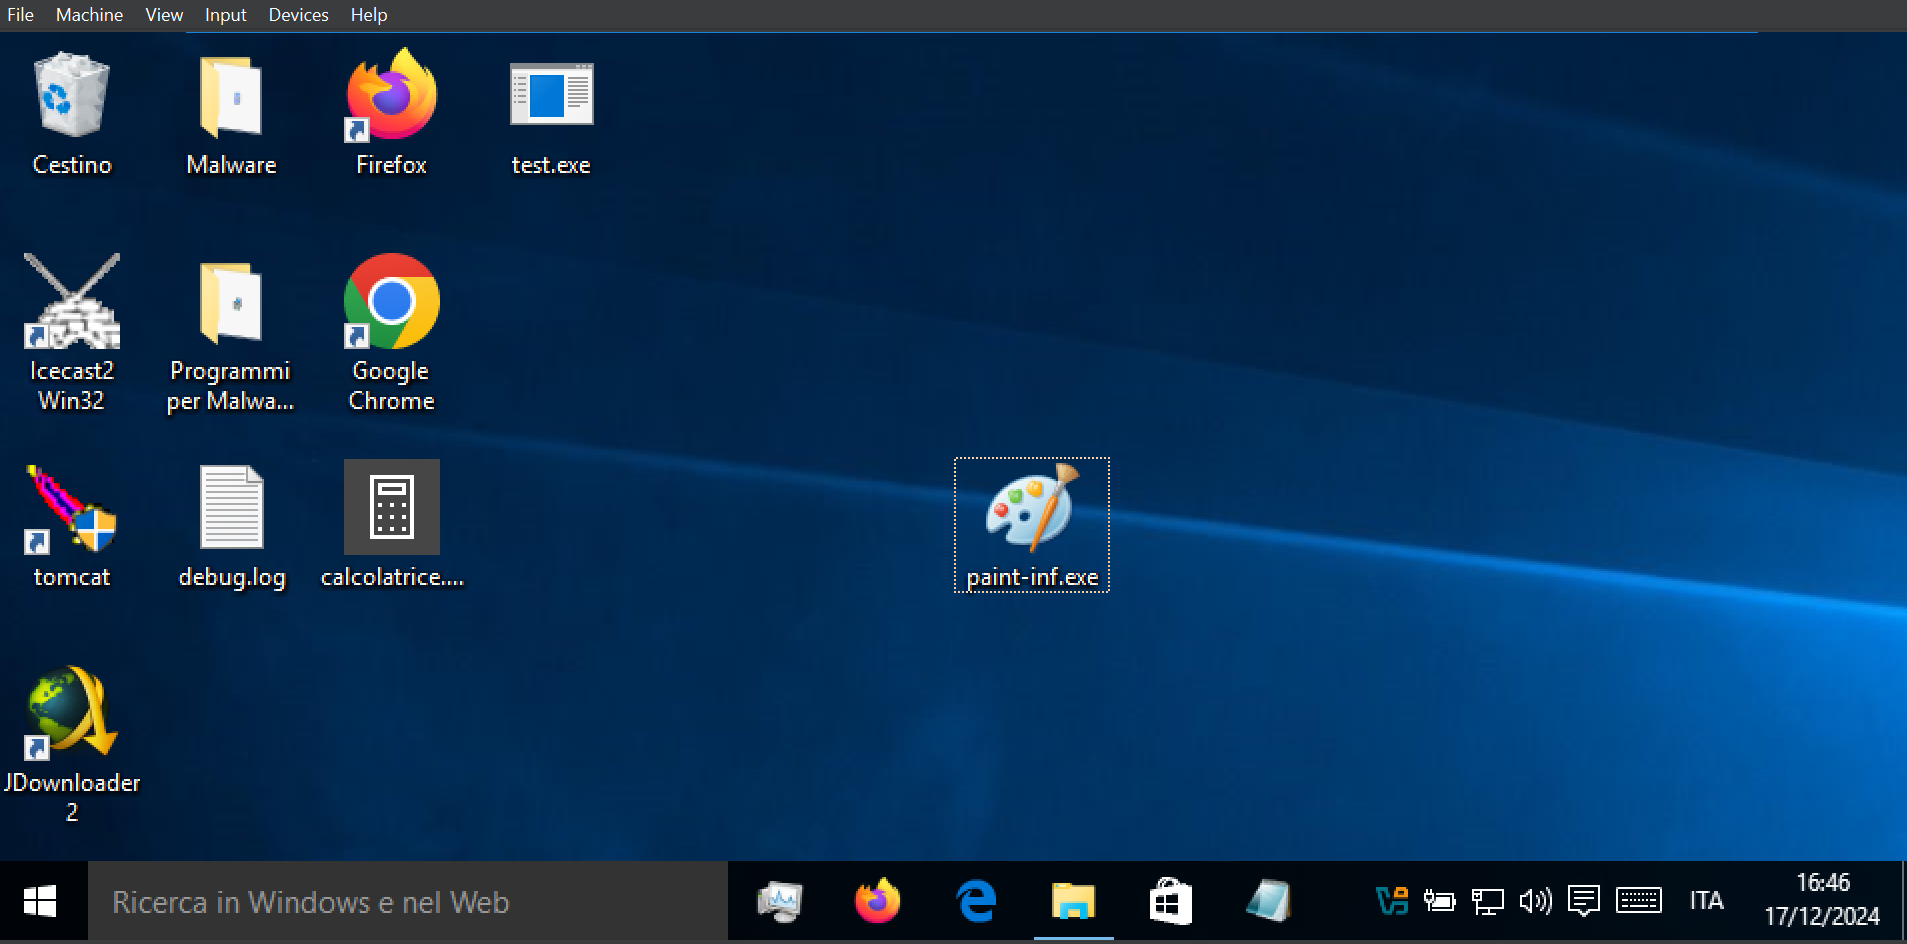 File Machine View Input Devices Help
Cestino
Malware
Firefox
test.exe
Icecast2
Win32
Programmi
per Malwa...
Google
Chrome
tomcat
debug.log
calcolatrice....
paint-inf.exe
JDownloader
2
Ricerca in Windows e nel Web
ITA
16:46
17/12/2024